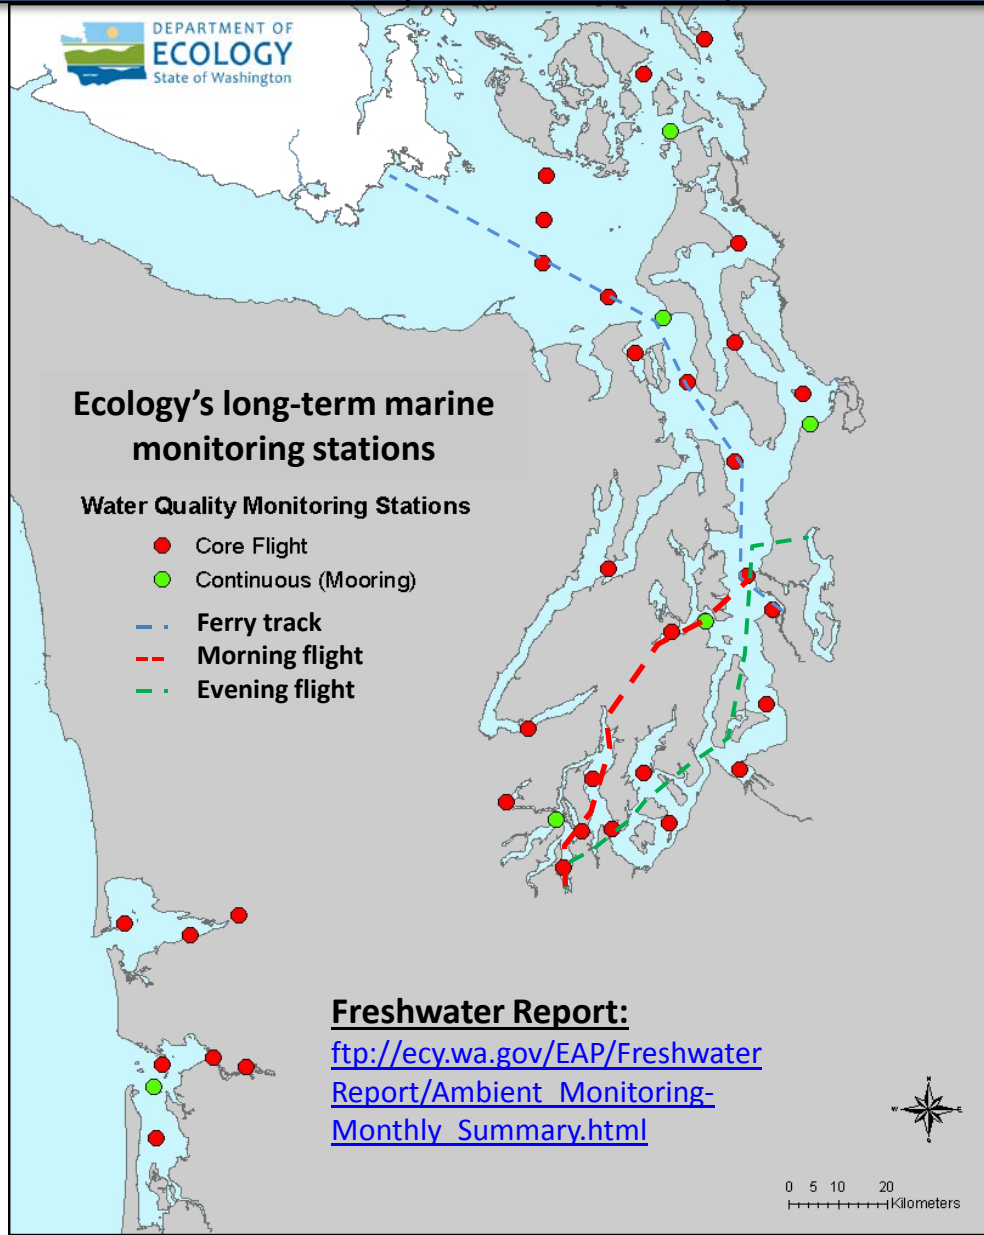 DEPARTMENT OF
ECOLOGY
State of Washington
Ecology's long-term marine
monitoring stations
Water Quality Monitoring Stations
Core Flight
Continuous (Mooring)
Ferry track
Morning flight
Evening flight
Freshwater Report:
ftp://ecy.wa.gov/EAP/Freshwater
Report/Ambient_Monitoring-
Monthly_Summary.html
N
W E
S
0 5 10 20
Kilometers